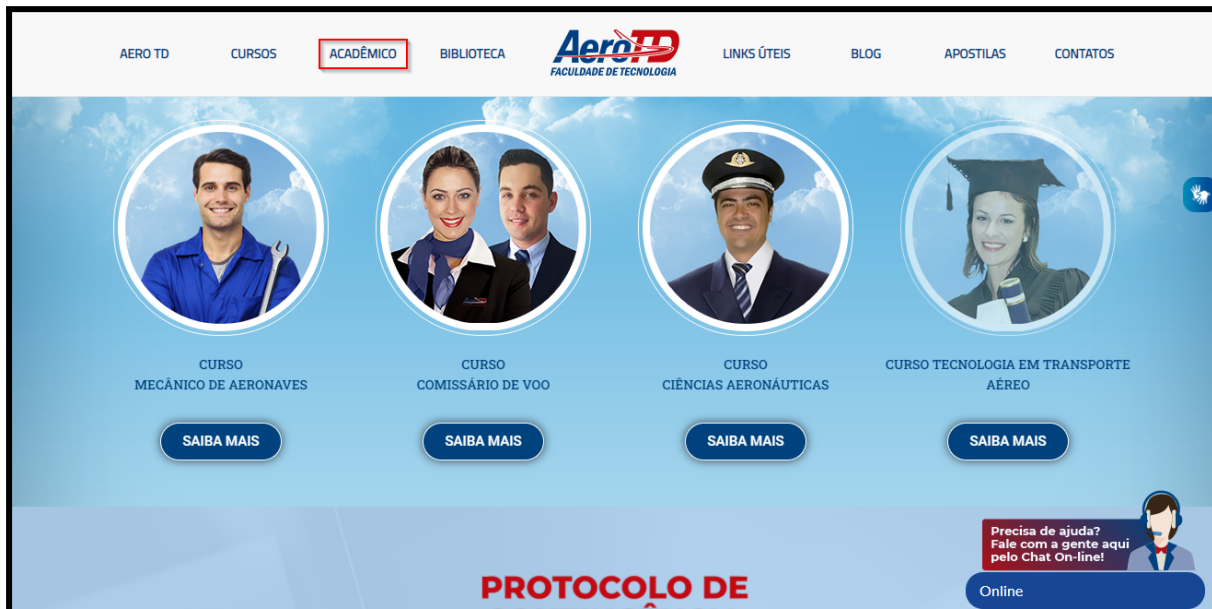 AERO TD CURSOS ACADÊMICO BIBLIOTECA AeroTD LINKS ÚTEIS BLOG APOSTILAS CONTATOS
FACULDADE DE TECNOLOGIA
CURSO
MECÂNICO DE AERONAVES
SAIBA MAIS
CURSO
COMISSÁRIO DE VOO
SAIBA MAIS
CURSO
CIÊNCIAS AERONÁUTICAS
SAIBA MAIS
CURSO TECNOLOGIA EM TRANSPORTE
AÉREO
SAIBA MAIS
Precisa de ajuda?
Fale com a gente aqui
pelo Chat On-line!
Online
PROTOCOLO DE